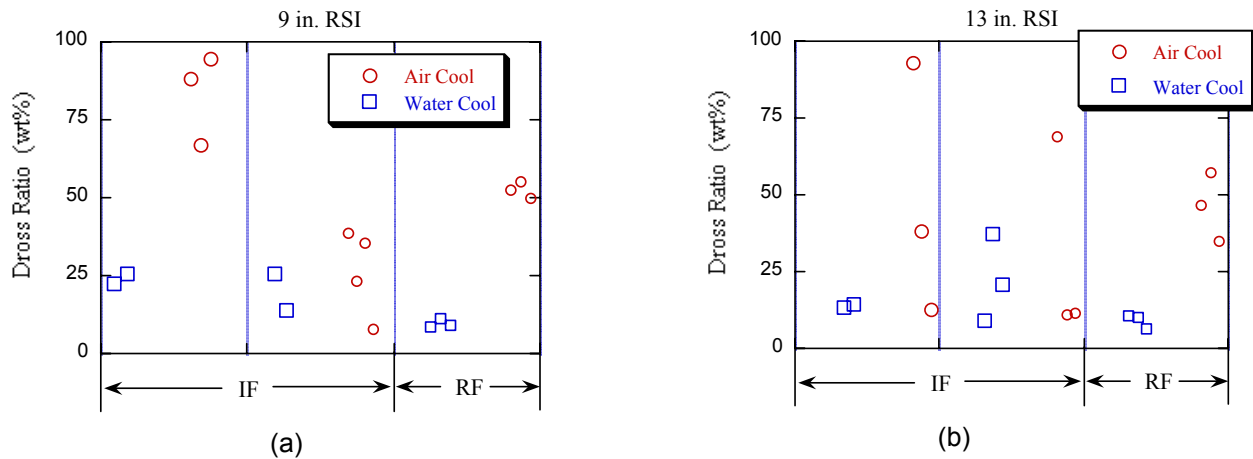 9 in. RSI
100
75
50
25
0
Dross Ratio (wt%)
Air Cool
Water Cool
IF
RF
(a)
13 in. RSI
100
75
50
25
0
Dross Ratio (wt%)
Air Cool
Water Cool
IF
RF
(b)